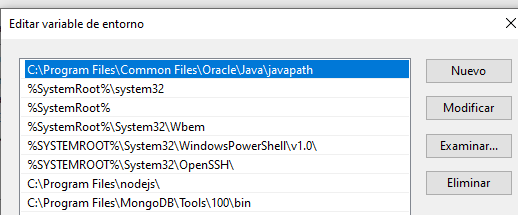 Editar variable de entorno
C:\Program Files\Common Files\Oracle\Java\javapath
%SystemRoot%\system32
%SystemRoot%
%SystemRoot%\System32\Wbem
%SYSTEMROOT%\System32\WindowsPowerShell\v1.0\
%SYSTEMROOT%\System32\OpenSSH\
C:\Program Files\nodejs\
C:\Program Files\MongoDB\Tools\100\bin
Nuevo
Modificar
Examinar...
Eliminar